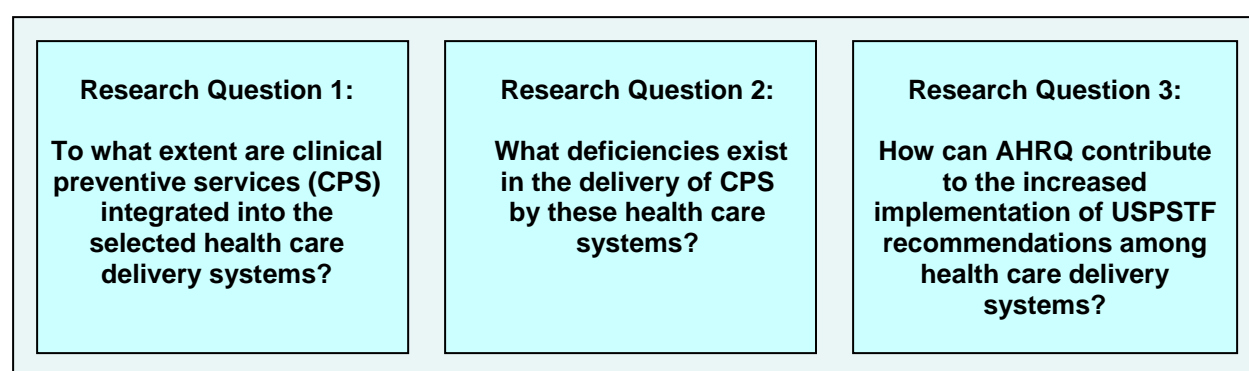 Research Question 1:
To what extent are clinical
preventive services (CPS)
integrated into the
selected health care
delivery systems?
Research Question 2:
What deficiencies exist
in the delivery of CPS
by these health care
systems?
Research Question 3:
How can AHRQ contribute
to the increased
implementation of USPSTF
recommendations among
health care delivery
systems?